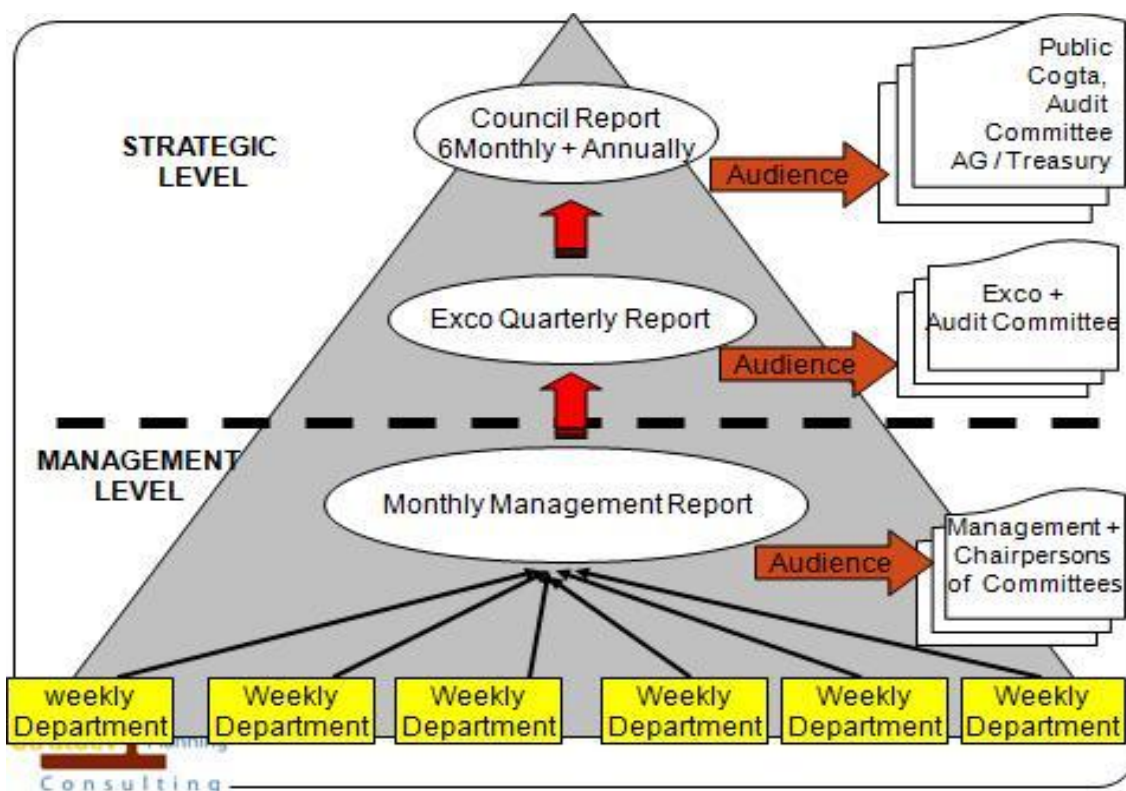 Council Report
6Monthly + Annually
STRATEGIC
LEVEL
Audience
Public
Cogta,
Audit
Committee
AG / Treasury
Exco Quarterly Report
Audience
Exco +
Audit Committee
MANAGEMENT
LEVEL
Monthly Management Report
Audience
Management +
Chairpersons
of Committees
weekly
Department
Weekly
Department
Weekly
Department
Weekly
Department
Weekly
Department
Weekly
Department
Consulting